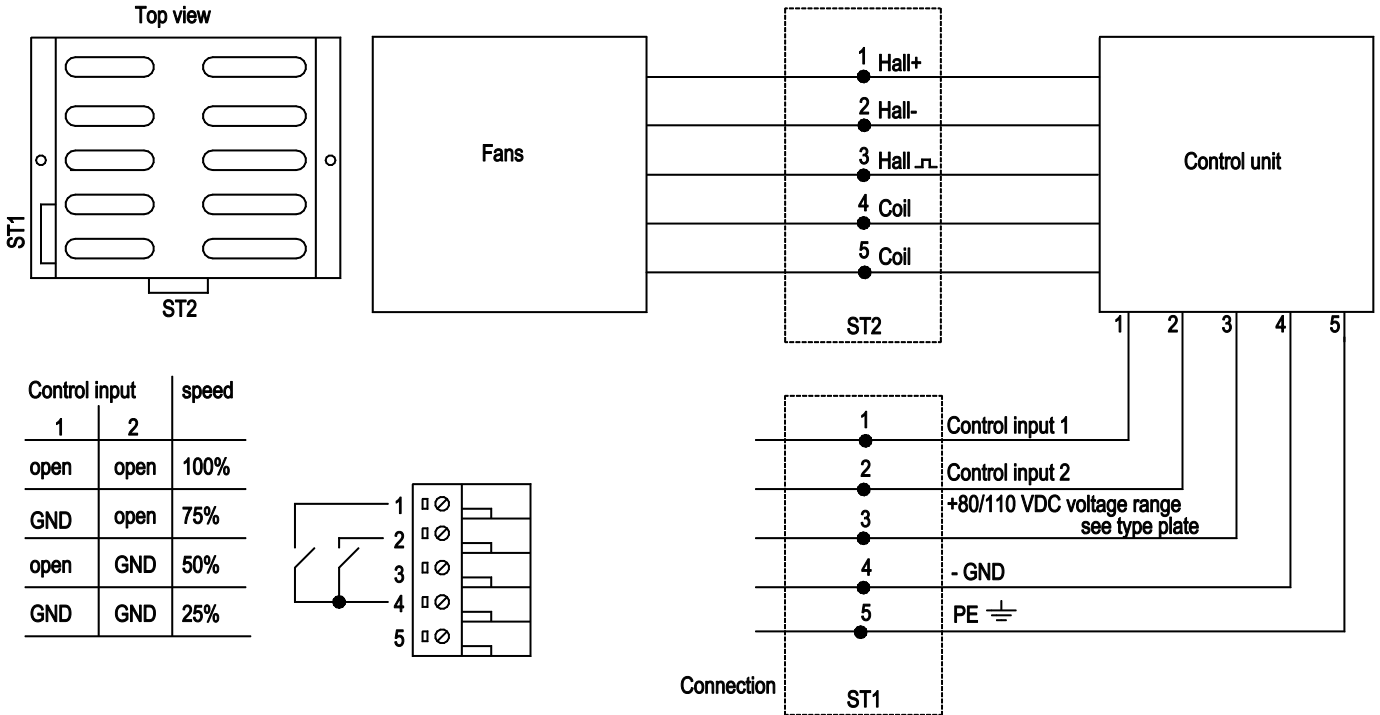 Top view
ST1
ST2
Fans
1 Hall+
2 Hall-
3 Hall
4 Coil
5 Coil
ST2
Control unit
1 2 3 4 5
Control input speed
1 2
open open 100%
GND open 75%
open GND 50%
GND GND 25%
1
2
3
4
5
1 Control input 1
2 Control input 2
+80/110 VDC voltage range
3 see type plate
4 - GND
5 PE
Connection ST1